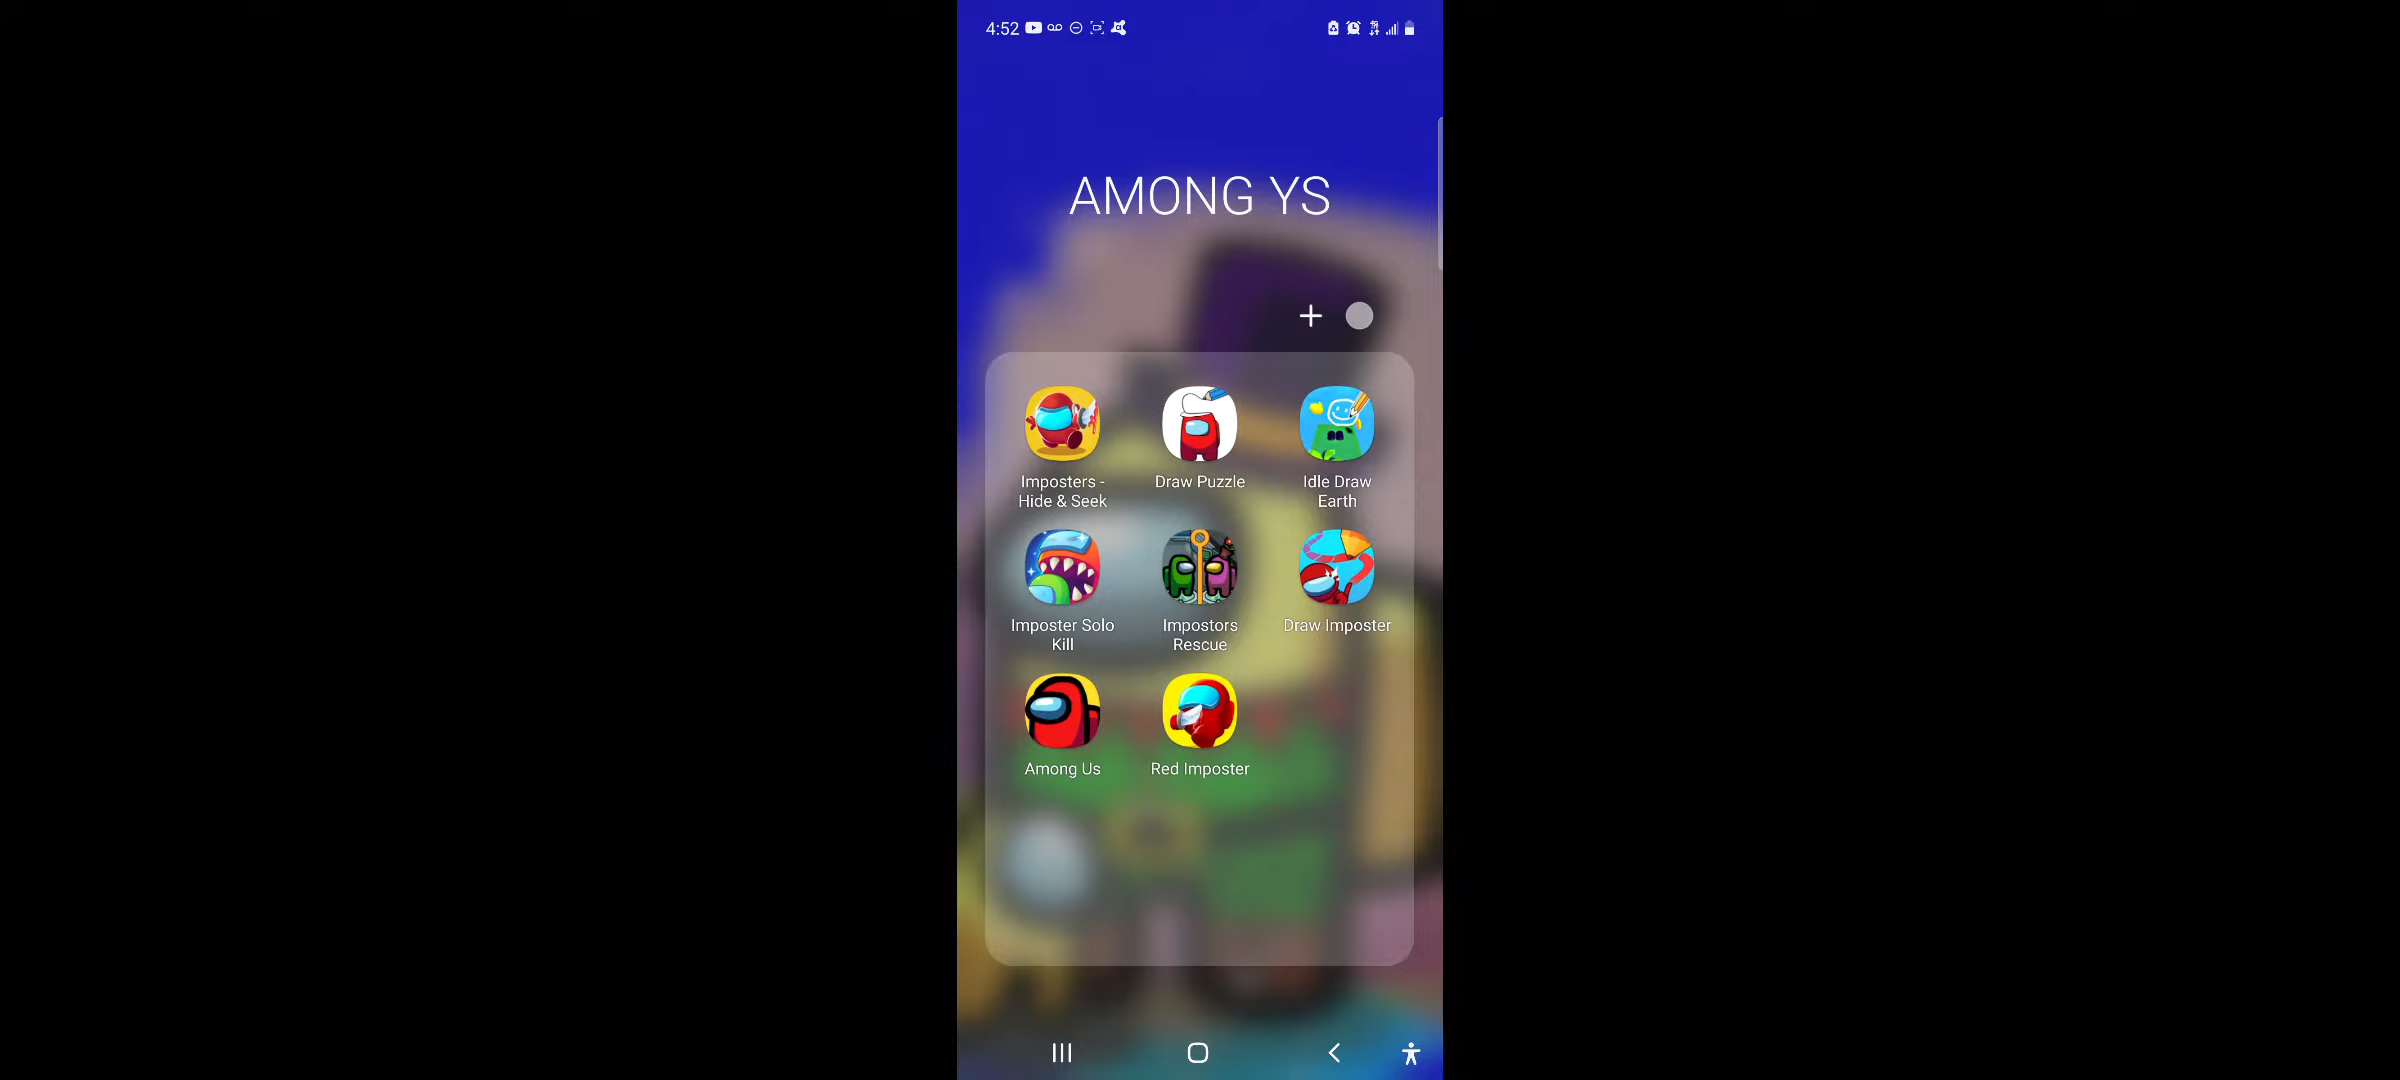 4:52
AMONG YS
Imposters -
Hide & Seek
Draw Puzzle
Idle Draw
Earth
Imposter Solo
Kill
Impostors
Rescue
Draw Imposter
Among Us
Red Imposter